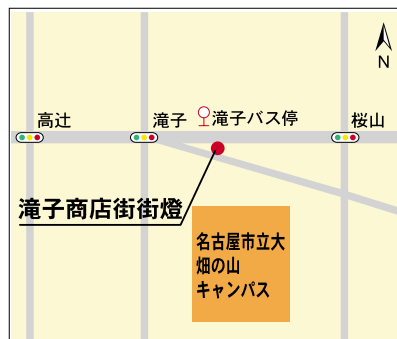 N
高辻
滝子
滝子バス停
桜山
滝子商店街街燈
名古屋市立大
畑の山
キャンパス